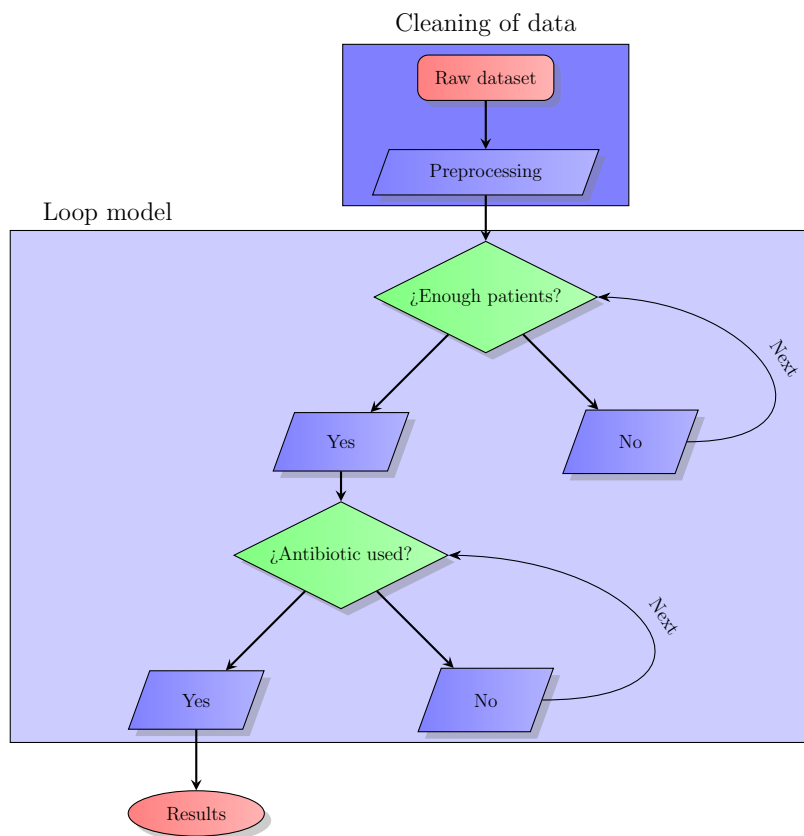 Cleaning of data
Raw dataset
Preprocessing
Loop model
¿Enough patients?
Next
Yes
No
¿Antibiotic used?
Next
Yes
No
Results